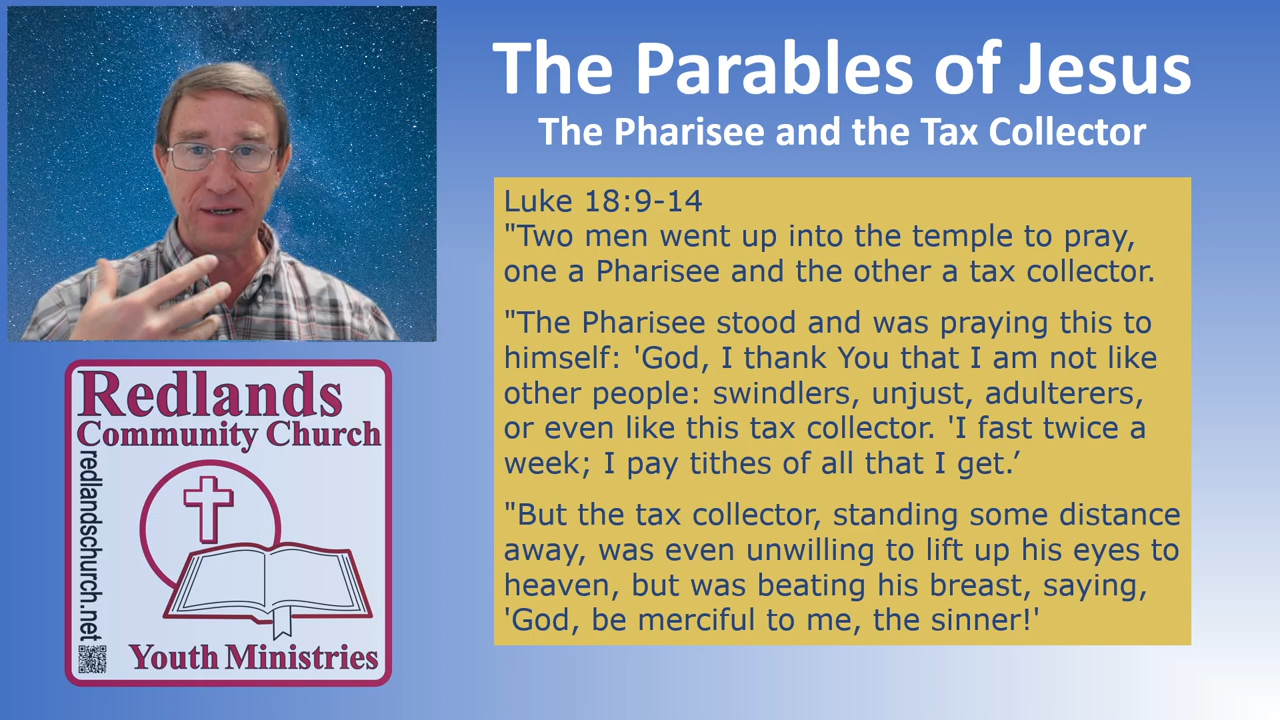 The Parables of Jesus
The Pharisee and the Tax Collector
Luke 18:9-14
"Two men went up into the temple to pray,
one a Pharisee and the other a tax collector.
"The Pharisee stood and was praying this to
himself: 'God, I thank You that I am not like
other people: swindlers, unjust, adulterers,
or even like this tax collector. 'I fast twice a
week; I pay tithes of all that I get.’
"But the tax collector, standing some distance
away, was even unwilling to lift up his eyes to
heaven, but was beating his breast, saying,
'God, be merciful to me, the sinner!'
Redlands
Community Church
redlandschurch.net
Youth Ministries